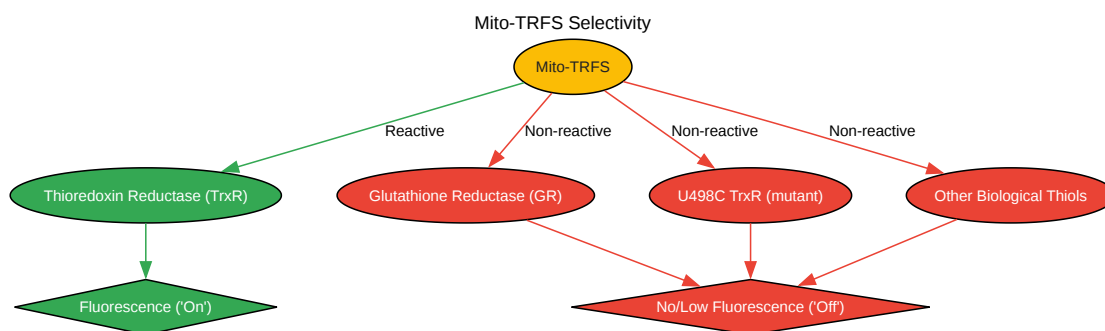 Mito-TRFS Selectivity
Mito-TRFS
Reactive
Non-reactive
Non-reactive
Non-reactive
Thioredoxin Reductase (TrxR)
Glutathione Reductase (GR)
U498C TrxR (mutant)
Other Biological Thiols
Fluorescence ('On')
No/Low Fluorescence ('Off')